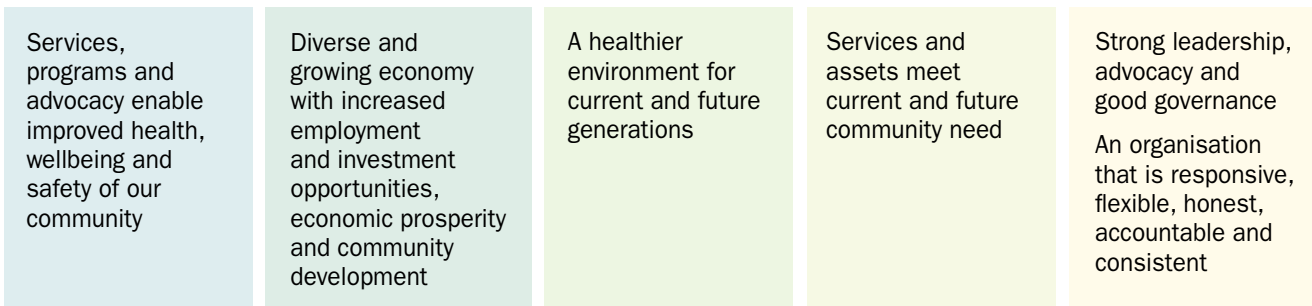 Services,
programs and
advocacy enable
improved health,
wellbeing and
safety of our
community
Diverse and
growing economy
with increased
employment
and investment
opportunities,
economic prosperity
and community
development
A healthier
environment for
current and future
generations
Services and
assets meet
current and future
community need
Strong leadership,
advocacy and
good governance
An organisation
that is responsive,
flexible, honest,
accountable and
consistent